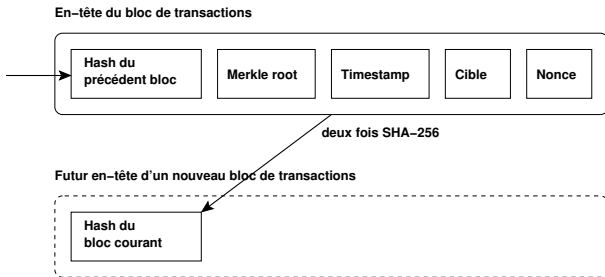 En-tête du bloc de transactions
Hash du
précédent bloc
Merkle root
Timestamp
Cible
Nonce
deux fois SHA-256
Futur en-tête d'un nouveau bloc de transactions
Hash du
bloc courant